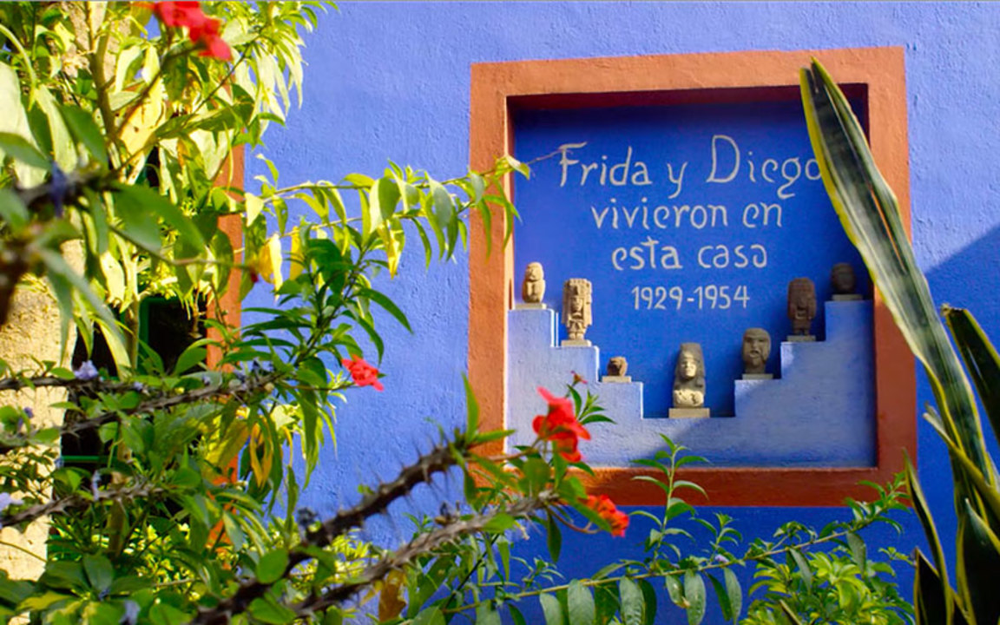 Frida y Diego
vivieron en
esta casa
1929-1954